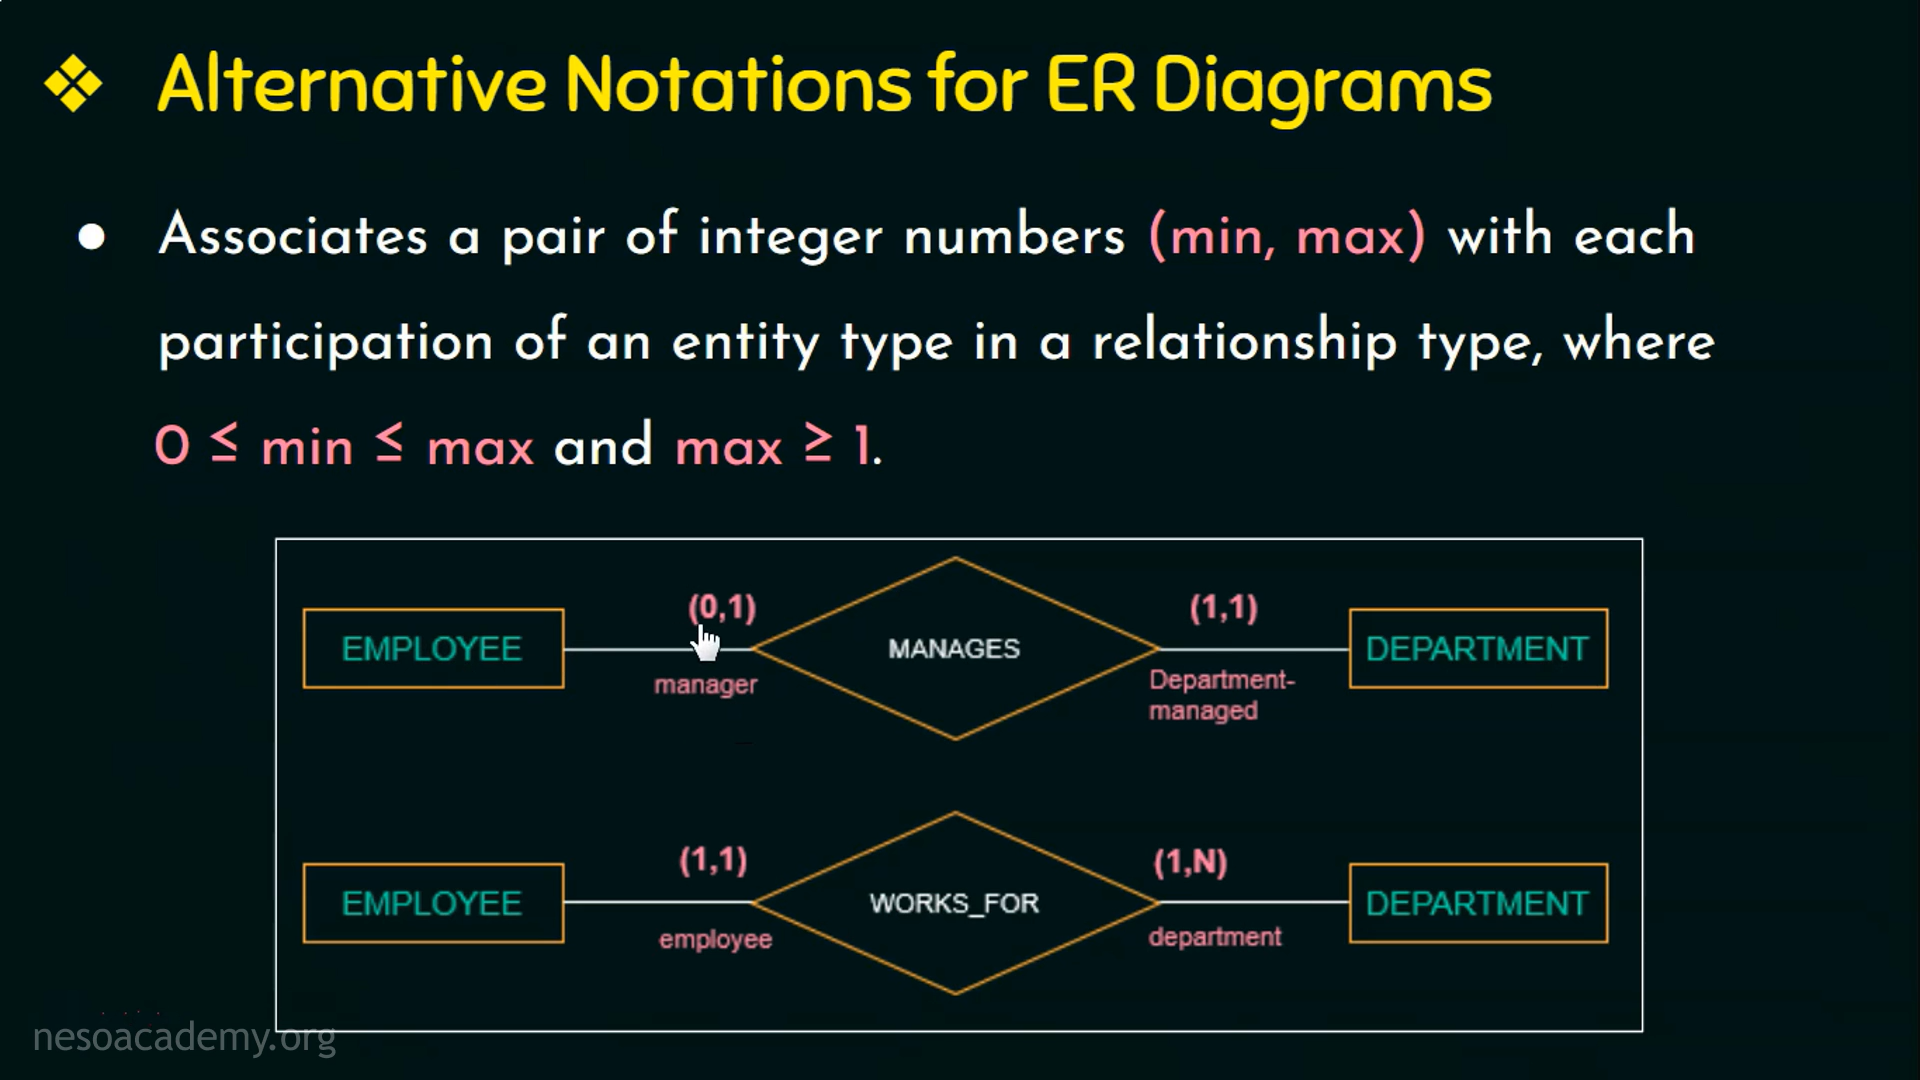 Alternative Notations for ER Diagrams
Associates a pair of integer numbers (min, max) with each
participation of an entity type in a relationship type, where
0 ≤ min ≤ max and max ≥ 1.
(0,1)
(1,1)
EMPLOYEE
MANAGES
DEPARTMENT
manager
Department-
managed
(1,1)
(1,N)
EMPLOYEE
WORKS_FOR
DEPARTMENT
employee
department
nesoacademy.org